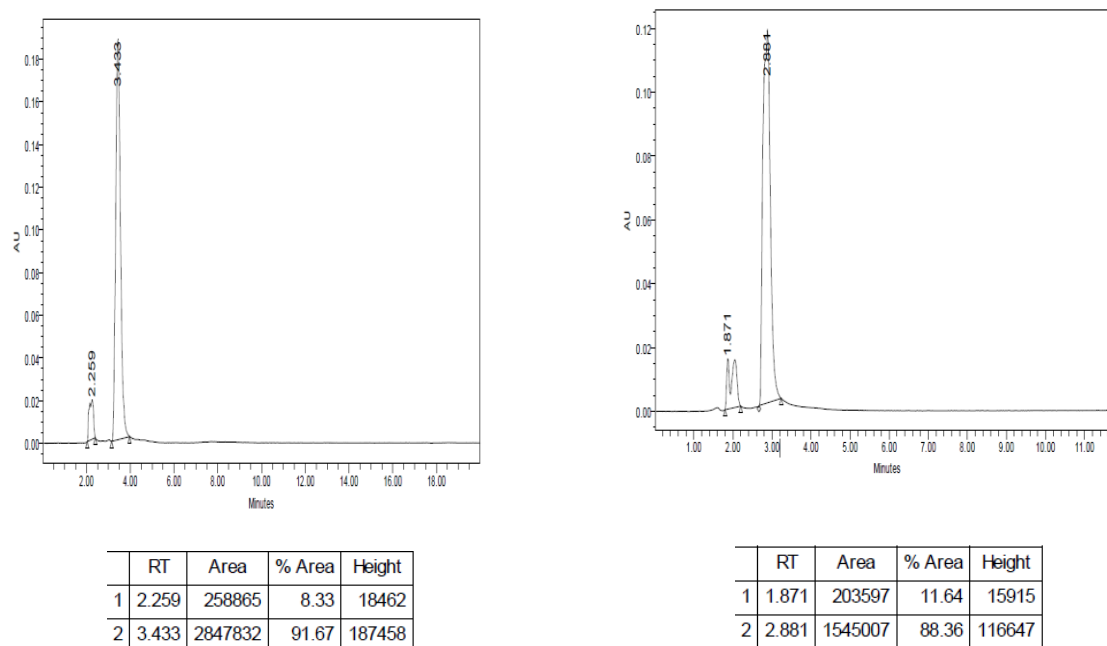 0.18
0.16
0.14
0.12
0.10
0.08
0.06
0.04
0.02
0.00
AU
3.433
2.259
2.00 4.00 6.00 8.00 10.00 12.00 14.00 16.00 18.00
Minutes
RT Area % Area Height
1 2.259 258865 8.33 18462
2 3.433 2847832 91.67 187458
0.12
0.10
0.08
0.06
0.04
0.02
0.00
AU
2.881
1.871
1.00 2.00 3.00 4.00 5.00 6.00 7.00 8.00 9.00 10.00 11.00
Minutes
RT Area % Area Height
1 1.871 203597 11.64 15915
2 2.881 1545007 88.36 116647